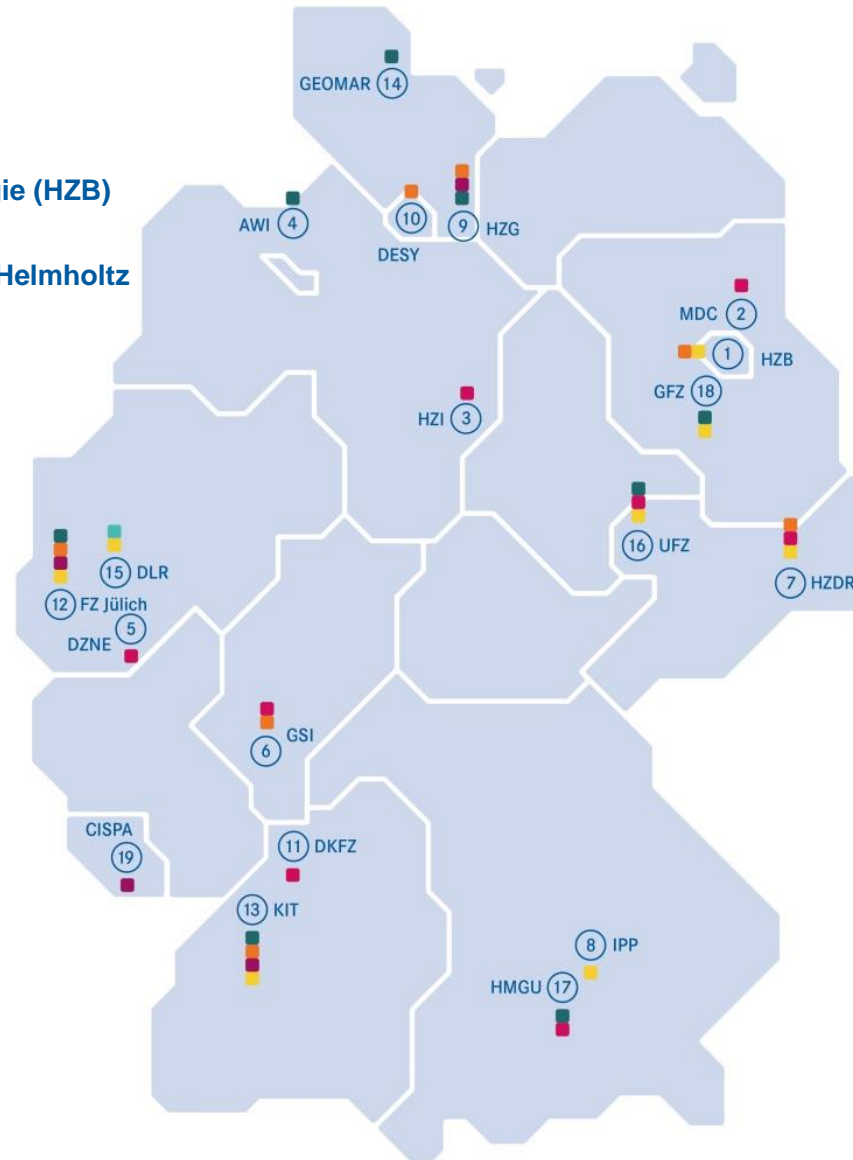 GEOMAR 14
gie (HZB)
AWI 4
10
9 HZG
DESY
Helmholtz
MDC 2
1 HZB
GFZ 18
HZI 3
16 UFZ
15 DLR
7 HZDR
12 FZ Jülich
5
DZNE
6 GSI
CISPA
19
11 DKFZ
13 KIT
8 IPP
HMGU 17